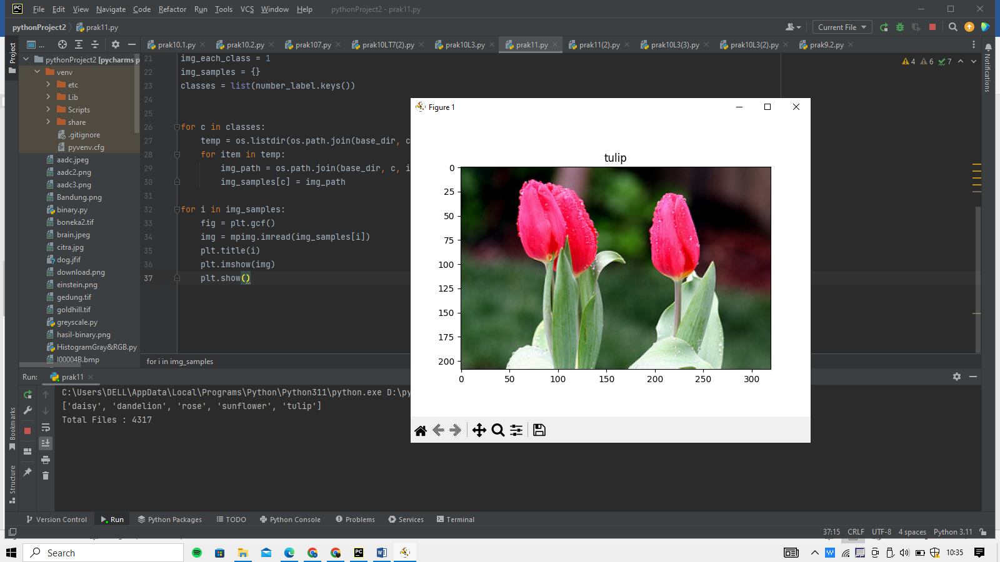 PC File Edit View Navigate Code Refactor Run Tools VCS Window Help pythonProject2 - prak11.py
pythonProject2 prak11.py Current File
Project ... prak10.1.py prak10.2.py prak107.py prak10LT7(2).py prak10L3.py prak11.py prak11(2).py prak10L3(3).py prak10L3(2).py prak9.2.py
Notifications
pythonProject2 [pycharms p
venv
etc
Lib
Scripts
share
.gitignore
pyvenv.cfg
aadc.jpeg
aadc2.png
aadc3.png
Bandung.png
binary.py
boneka2.tif
brain.jpeg
citra.jpg
dog.jfif
download.png
einstein.png
gedung.tif
goldhill.tif
greyscale.py
hasil-binary.png
HistogramGray&RGB.py
I00004B.bmp
4 6 7
21 img_each_class = 1
22 img_samples = {}
23 classes = list(number_label.keys())
24
25
26 for c in classes:
27 temp = os.listdir(os.path.join(base_dir, c
28 for item in temp:
29 img_path = os.path.join(base_dir, c, i
30 img_samples[c] = img_path
31
32 for i in img_samples:
33 fig = plt.gcf()
34 img = mpimg.imread(img_samples[i])
35 plt.title(i)
36 plt.imshow(img)
37 plt.show()
for i in img_samples
Figure 1
tulip
0
25
50
75
100
125
150
175
200
0 50 100 150 200 250 300
Run: prak11
C:\Users\DELL\AppData\Local\Programs\Python\Python311\python.exe D:\py
['daisy', 'dandelion', 'rose', 'sunflower', 'tulip']
Total Files : 4317
Bookmarks
Structure
Version Control Run Python Packages TODO Python Console Problems Services Terminal
37:15 CRLF UTF-8 4 spaces Python 3.11
Search PC W 10:35